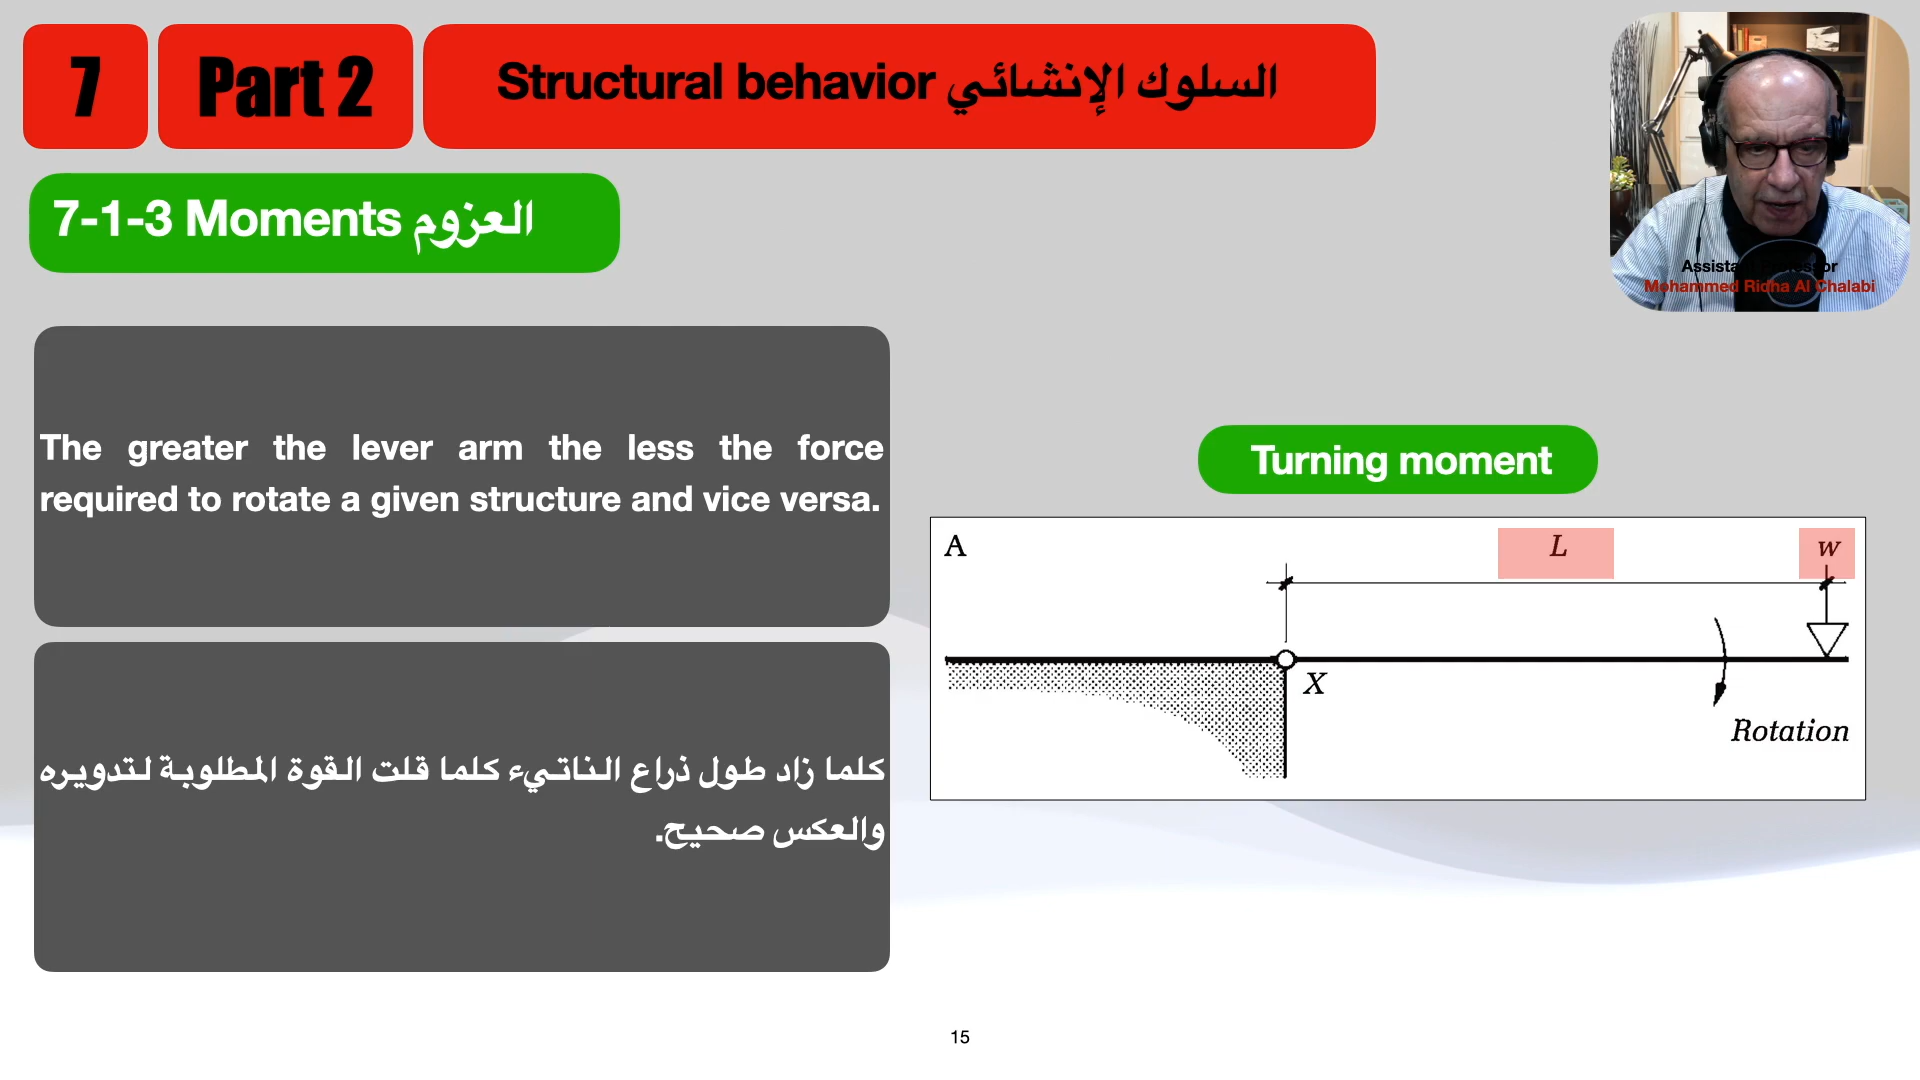 7
Part 2
Structural behavior السلوك الإنشائي
7-1-3 Moments العزوم
Mohammed Ridha Al Chalabi
The greater the lever arm the less the force
required to rotate a given structure and vice versa.
كلما زاد طول ذراع الناتيء كلما قلت القوة المطلوبة لتدويره
والعكس صحيح.
Turning moment
A
L
w
X
Rotation
15